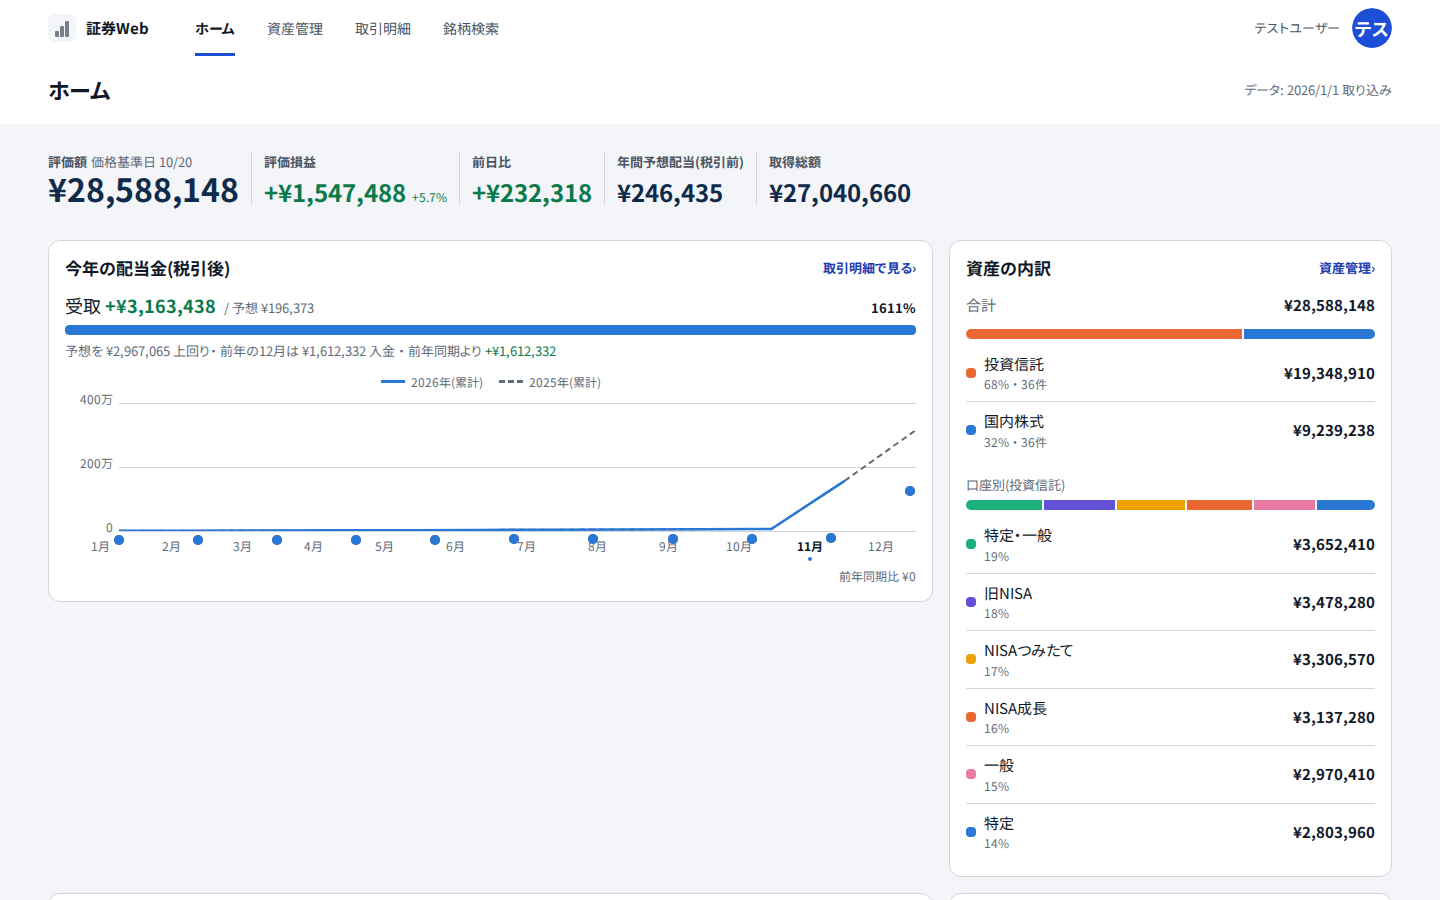 証券Web ホーム 資産管理 取引明細 銘柄検索 テストユーザー テス
ホーム データ: 2026/1/1 取り込み
評価額 価格基準日 10/20
¥28,588,148
評価損益
+¥1,547,488 +5.7%
前日比
+¥232,318
年間予想配当(税引前)
¥246,435
取得総額
¥27,040,660
今年の配当金(税引後) 取引明細で見る›
受取 +¥3,163,438 / 予想 ¥196,373 1611%
予想を ¥2,967,065 上回り・前年の12月は ¥1,612,332 入金・前年同期より +¥1,612,332
2026年(累計) 2025年(累計)
400万
200万
0
1月 2月 3月 4月 5月 6月 7月 8月 9月 10月 11月 12月
前年同期比 ¥0
資産の内訳 資産管理›
合計 ¥28,588,148
投資信託
68%・36件
¥19,348,910
国内株式
32%・36件
¥9,239,238
口座別(投資信託)
特定・一般
19%
¥3,652,410
旧NISA
18%
¥3,478,280
NISAつみたて
17%
¥3,306,570
NISA成長
16%
¥3,137,280
一般
15%
¥2,970,410
特定
14%
¥2,803,960